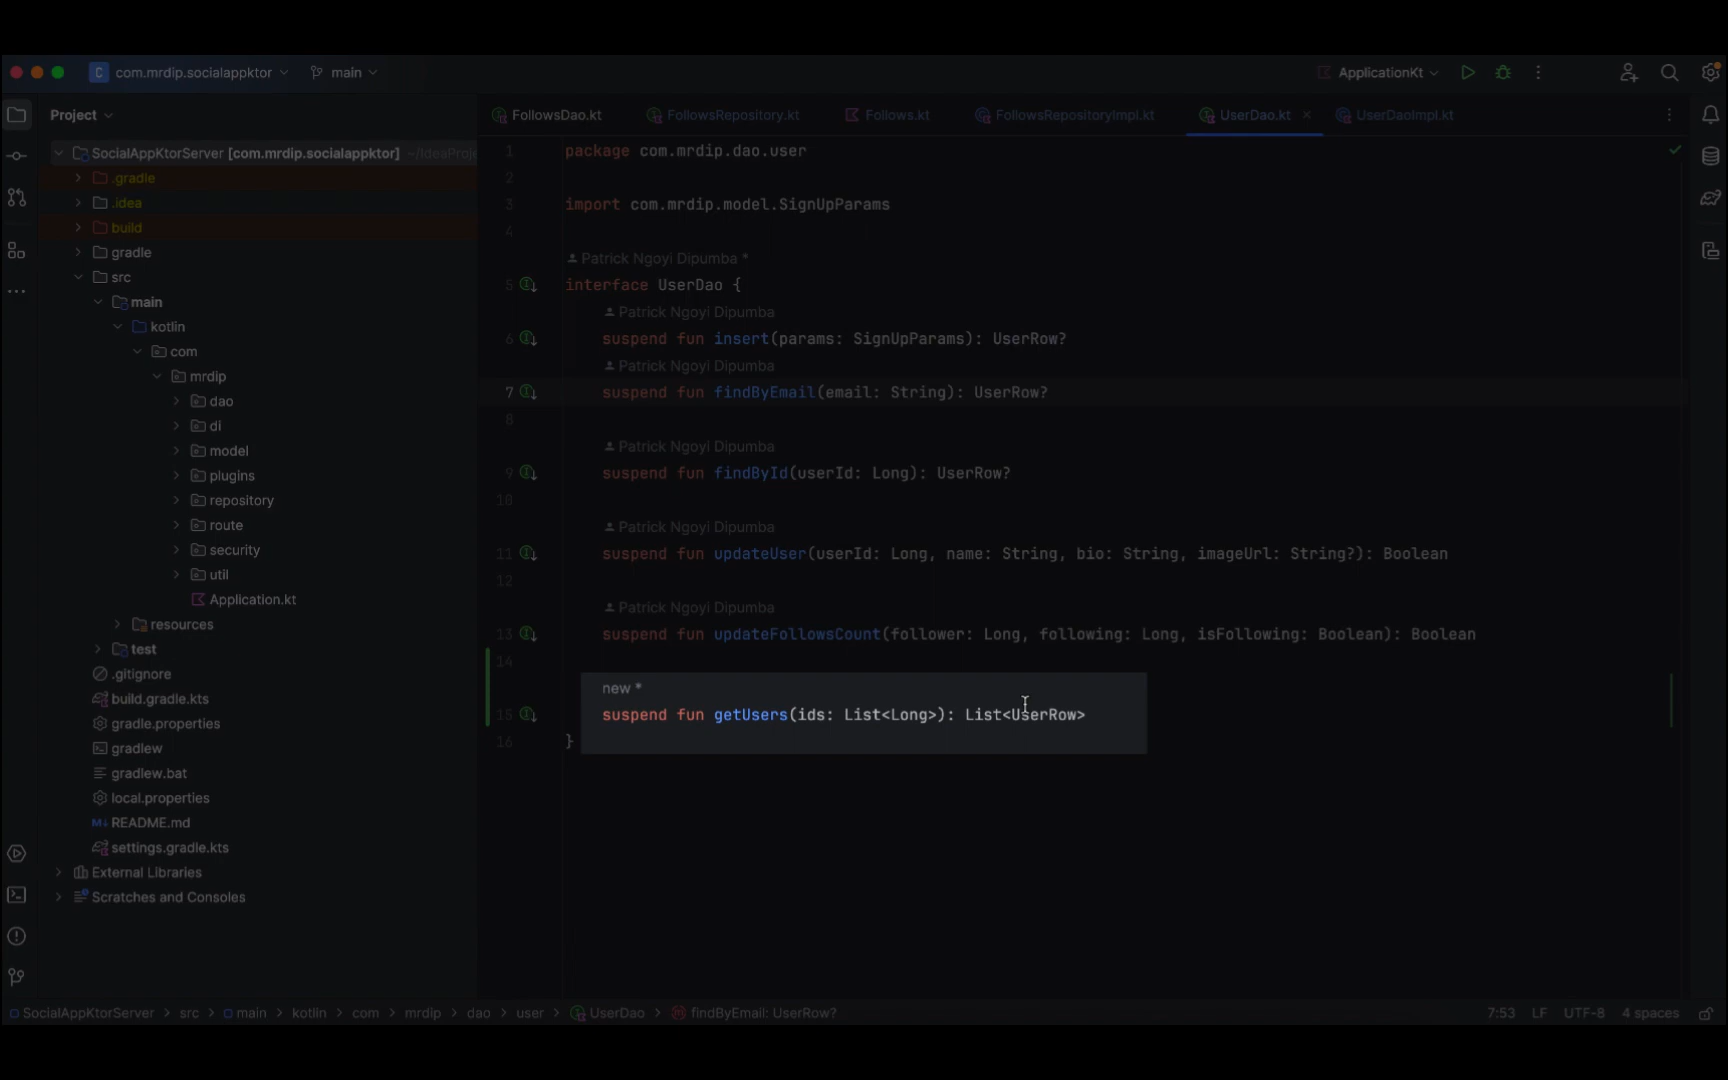 C com.mrdip.socialappktor main ApplicationKt
Project FollowsDao.kt FollowsRepository.kt Follows.kt FollowsRepositoryImpl.kt UserDao.kt UserDaoImpl.kt
SocialAppKtorServer [com.mrdip.socialappktor] ~/IdeaProje
.gradle
.idea
build
gradle
src
main
kotlin
com
mrdip
dao
di
model
plugins
repository
route
security
util
Application.kt
resources
test
.gitignore
build.gradle.kts
gradle.properties
gradlew
gradlew.bat
local.properties
README.md
settings.gradle.kts
External Libraries
Scratches and Consoles
1 package com.mrdip.dao.user
2
3 import com.mrdip.model.SignUpParams
4
Patrick Ngoyi Dipumba *
5 interface UserDao {
Patrick Ngoyi Dipumba
6 suspend fun insert(params: SignUpParams): UserRow?
Patrick Ngoyi Dipumba
7 suspend fun findByEmail(email: String): UserRow?
8
Patrick Ngoyi Dipumba
9 suspend fun findById(userId: Long): UserRow?
10
Patrick Ngoyi Dipumba
11 suspend fun updateUser(userId: Long, name: String, bio: String, imageUrl: String?): Boolean
12
Patrick Ngoyi Dipumba
13 suspend fun updateFollowsCount(follower: Long, following: Long, isFollowing: Boolean): Boolean
14
new *
15 suspend fun getUsers(ids: List<Long>): List<UserRow>
16 }
SocialAppKtorServer > src > main > kotlin > com > mrdip > dao > user > UserDao > findByEmail: UserRow? 7:53 LF UTF-8 4 spaces